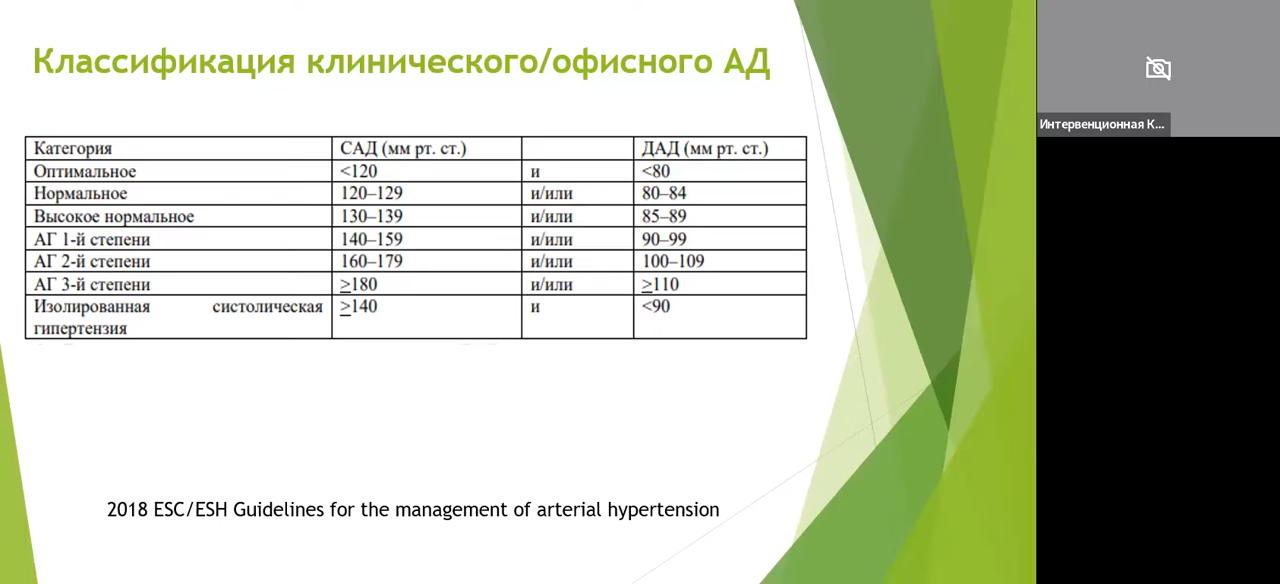 Классификация клинического/офисного АД
Категория САД (мм рт. ст.) ДАД (мм рт. ст.)
Оптимальное <120 и <80
Нормальное 120–129 и/или 80–84
Высокое нормальное 130–139 и/или 85–89
АГ 1-й степени 140–159 и/или 90–99
АГ 2-й степени 160–179 и/или 100–109
АГ 3-й степени ≥180 и/или ≥110
Изолированная систолическая ≥140 и <90
гипертензия
2018 ESC/ESH Guidelines for the management of arterial hypertension
Интервенционная К...